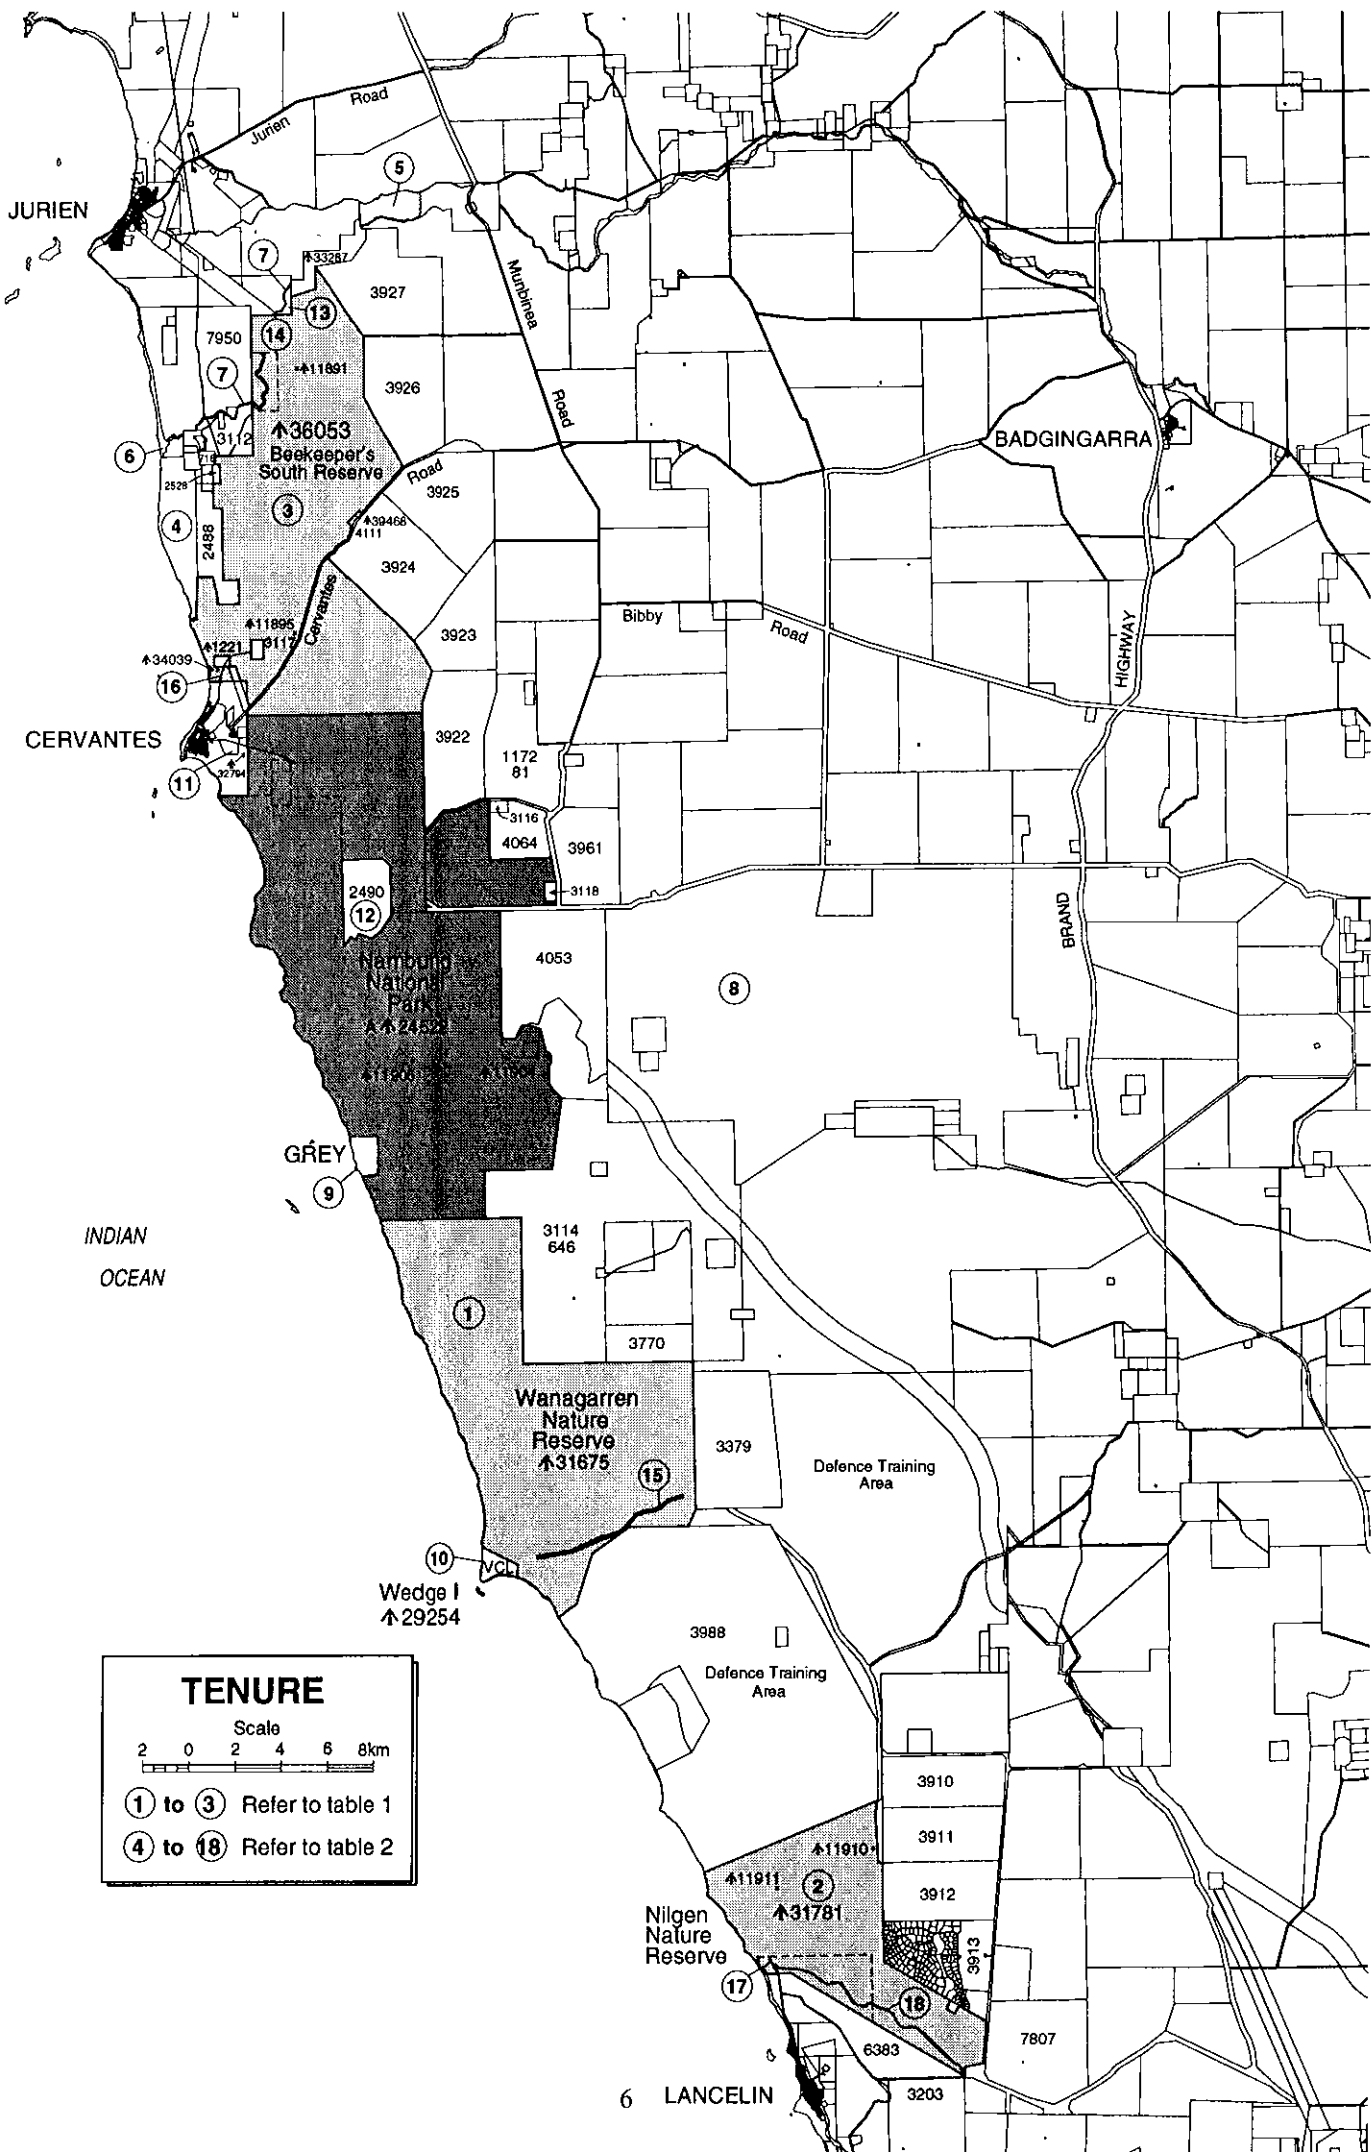 Jurien Road
5
JURIEN
7
33287
Munbinea Road
3927
13
14
7950
11891
7
3926
36053
3112
BADGINGARRA
6
Beekeeper's
South Reserve
Road
3925
2528
3
39468
4111
4
2488
3924
Cervantes
11895
3117
3923
Bibby Road
HIGHWAY
1221
34039
16
CERVANTES
3922
1172
81
11
32794
3116
4064
3961
2490
3118
12
BRAND
Nambung
National
Park
4053
8
A 24522
GREY
9
INDIAN
OCEAN
3114
646
1
3770
Wanagarren
Nature
Reserve
31675
3379
15
Defence Training
Area
10
VCL
Wedge I
29254
3988
Defence Training
Area
TENURE
Scale
2 0 2 4 6 8km
1 to 3 Refer to table 1
4 to 18 Refer to table 2
3910
3911
11910
11911
2
3912
31781
Nilgen
Nature
Reserve
3913
17
18
6383
7807
6 LANCELIN
3203